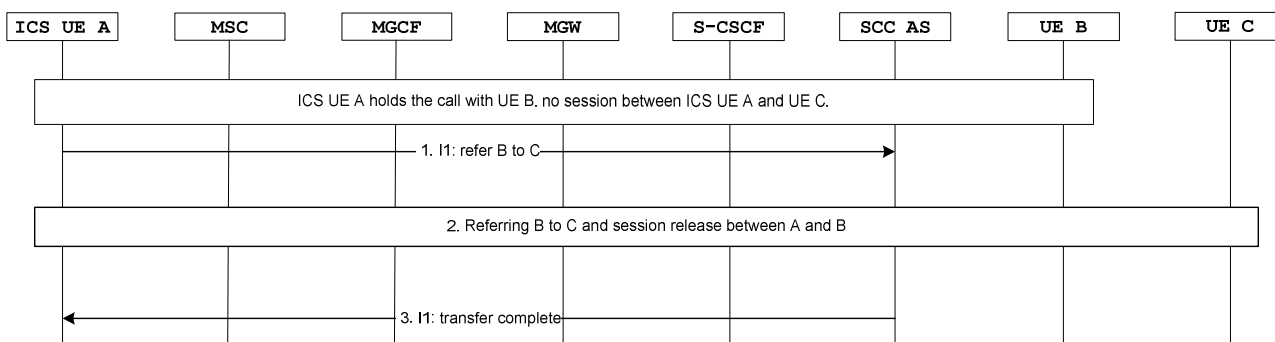 ICS UE A
MSC
MGCF
MGW
S-CSCF
SCC AS
UE B
UE C
ICS UE A holds the call with UE B. no session between ICS UE A and UE C.
1. I1: refer B to C
2. Referring B to C and session release between A and B
3. I1: transfer complete